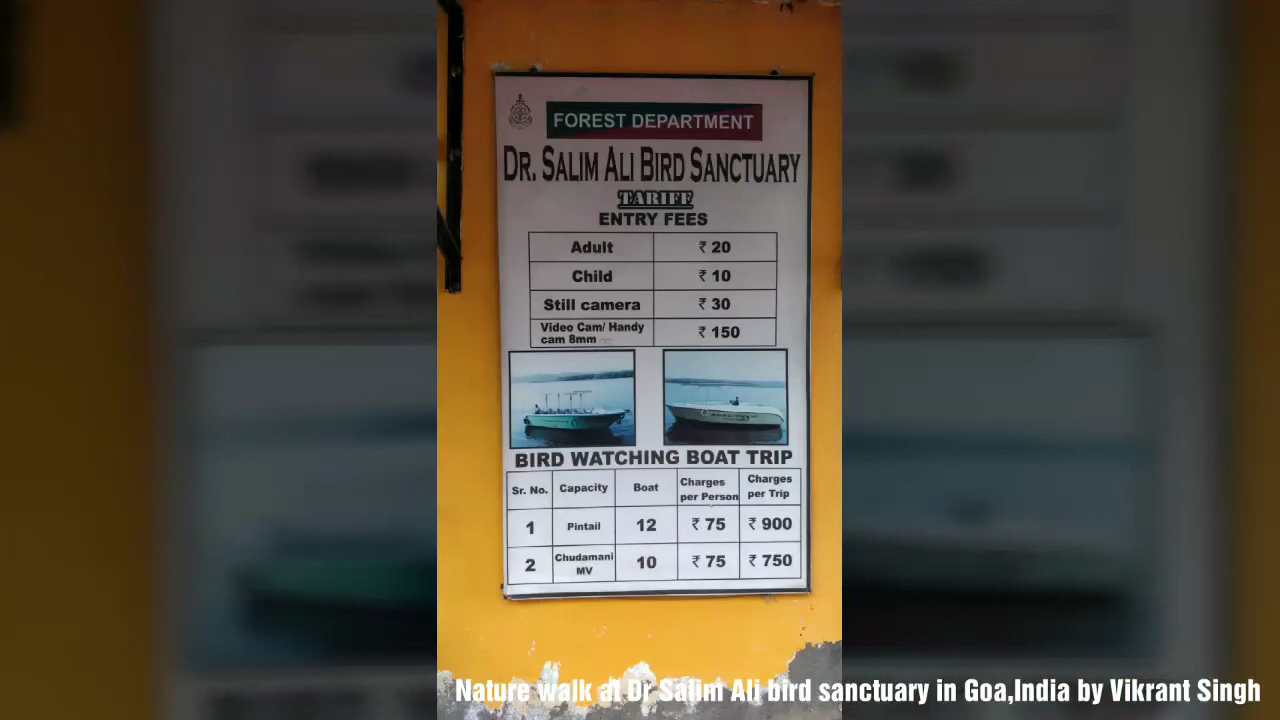 FOREST DEPARTMENT
DR. SALIM ALI BIRD SANCTUARY
TARIFF
ENTRY FEES
Adult ₹ 20
Child ₹ 10
Still camera ₹ 30
Video Cam/ Handy cam 8mm ₹ 150
BIRD WATCHING BOAT TRIP
Sr. No. Capacity Boat Charges per Person Charges per Trip
1 Pintail 12 ₹ 75 ₹ 900
2 Chudamani MV 10 ₹ 75 ₹ 750
Nature walk at Dr Salim Ali bird sanctuary in Goa,India by Vikrant Singh